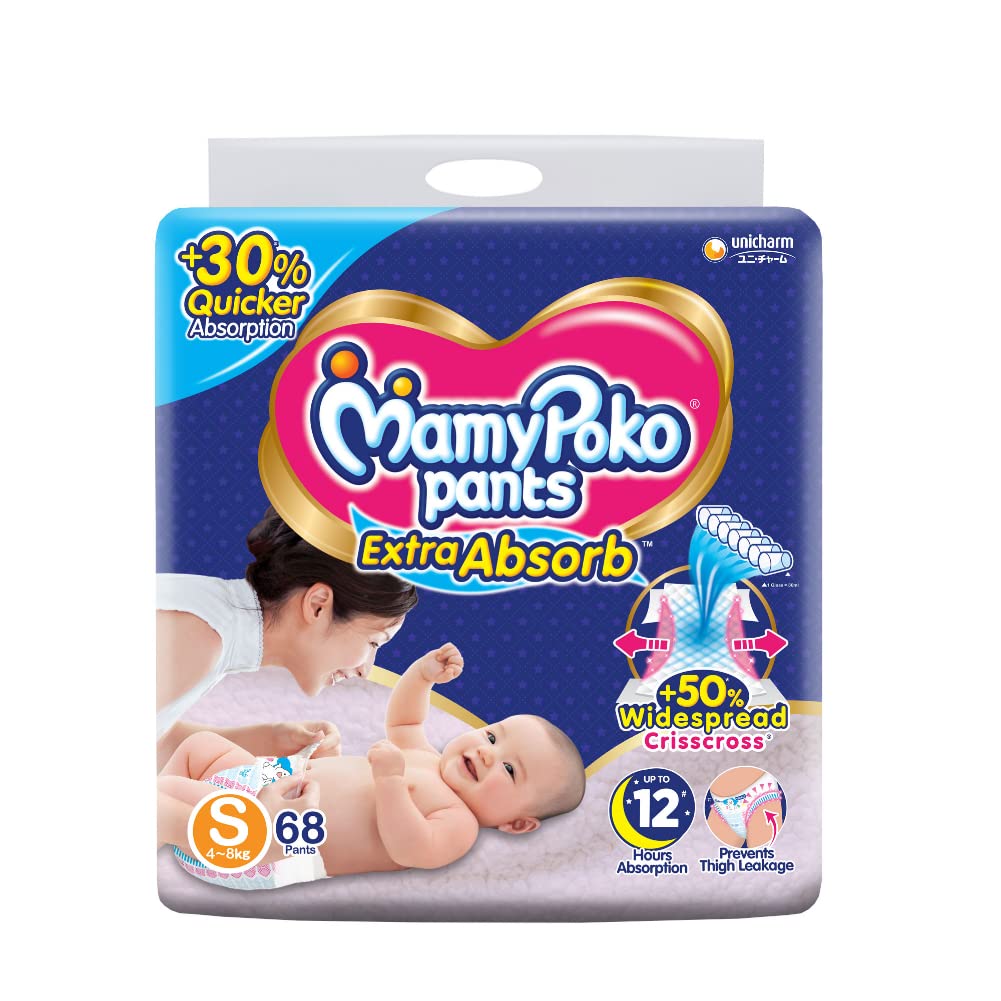 +30%
Quicker
Absorption
unicharm
ユニ・チャーム
MamyPoko®
pants
ExtraAbsorb™
+50%
Widespread
Crisscross
UP TO
12#
Hours
Absorption
Prevents
Thigh Leakage
S
4~8kg
68
Pants